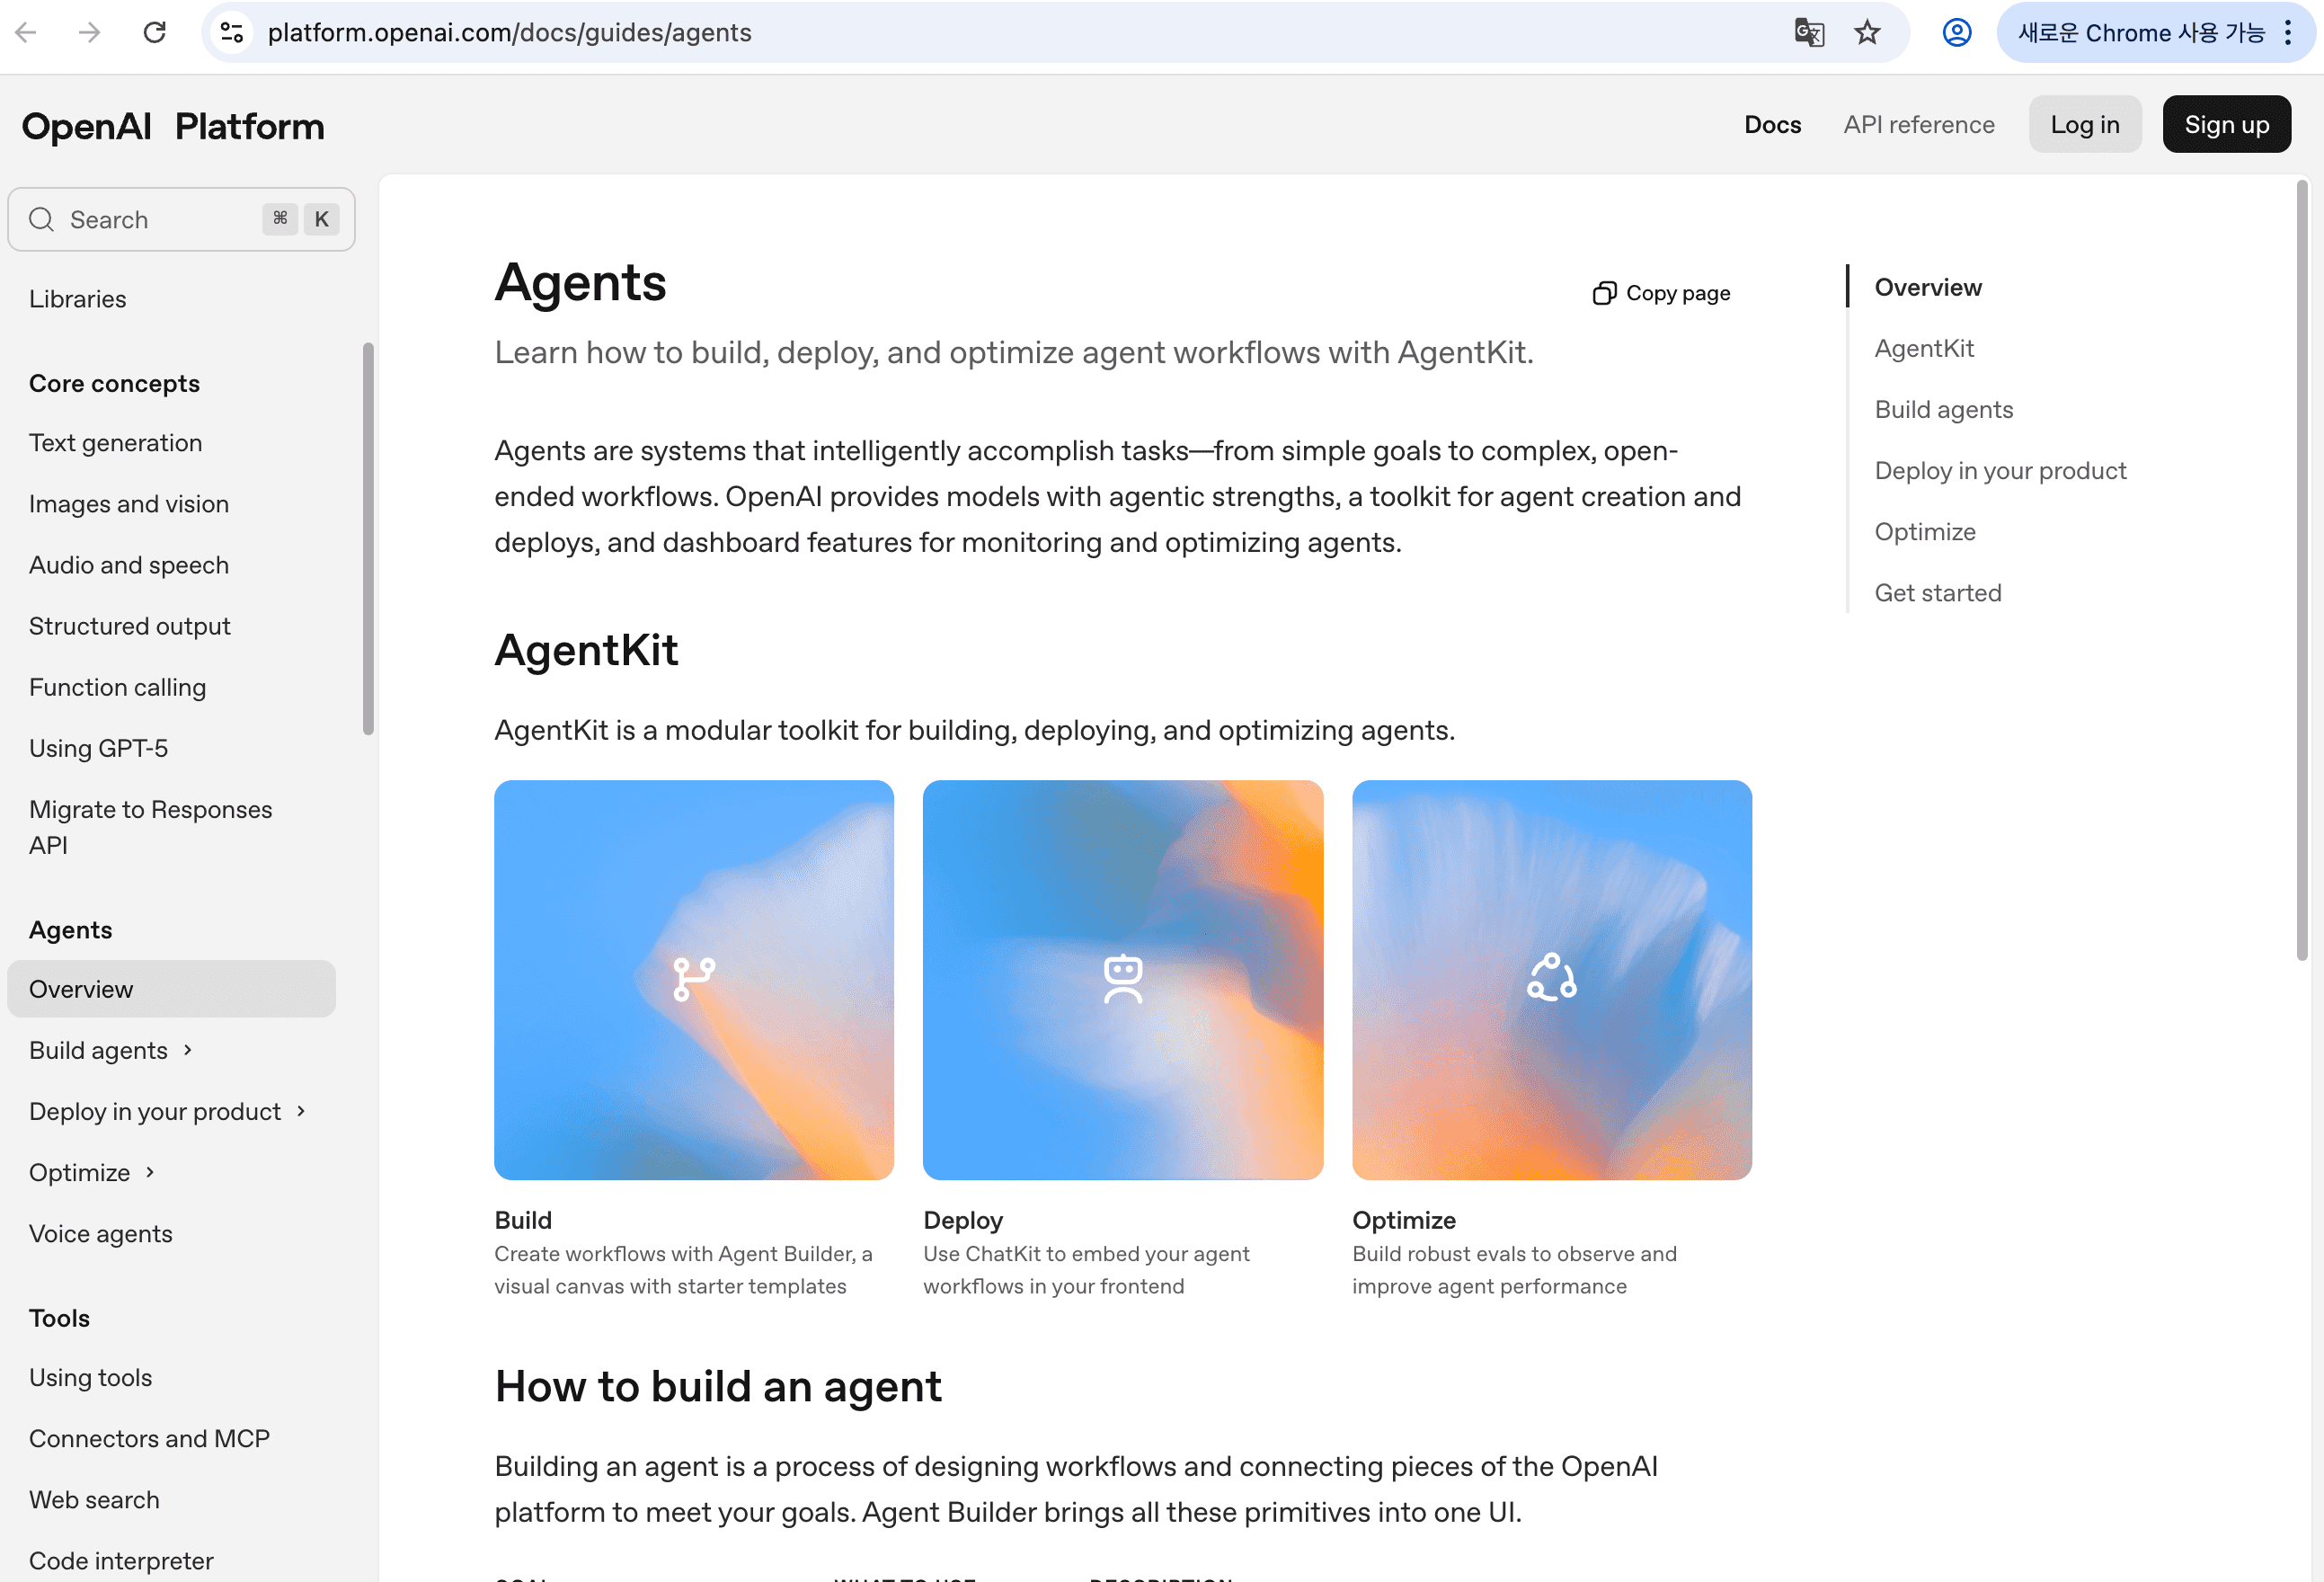 platform.openai.com/docs/guides/agents
새로운 Chrome 사용 가능
OpenAI Platform
Docs
API reference
Log in
Sign up
Search
⌘ K
Libraries
Core concepts
Text generation
Images and vision
Audio and speech
Structured output
Function calling
Using GPT-5
Migrate to Responses
API
Agents
Overview
Build agents
Deploy in your product
Optimize
Voice agents
Tools
Using tools
Connectors and MCP
Web search
Code interpreter
Agents
Copy page
Learn how to build, deploy, and optimize agent workflows with AgentKit.
Agents are systems that intelligently accomplish tasks—from simple goals to complex, open-
ended workflows. OpenAI provides models with agentic strengths, a toolkit for agent creation and
deploys, and dashboard features for monitoring and optimizing agents.
AgentKit
AgentKit is a modular toolkit for building, deploying, and optimizing agents.
Build
Create workflows with Agent Builder, a
visual canvas with starter templates
Deploy
Use ChatKit to embed your agent
workflows in your frontend
Optimize
Build robust evals to observe and
improve agent performance
How to build an agent
Building an agent is a process of designing workflows and connecting pieces of the OpenAI
platform to meet your goals. Agent Builder brings all these primitives into one UI.
GOAL WHAT TO USE DESCRIPTION
Overview
AgentKit
Build agents
Deploy in your product
Optimize
Get started